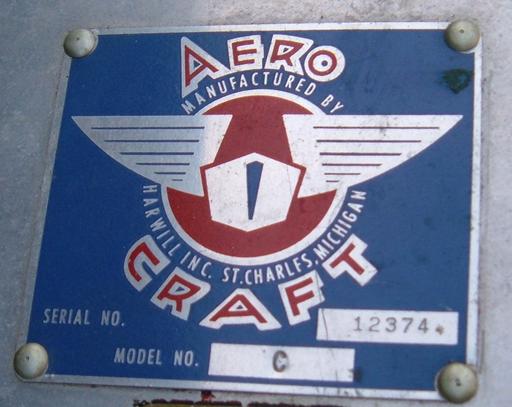 AERO
MANUFACTURED BY
HARWILL INC. ST. CHARLES, MICHIGAN
CRAFT
SERIAL NO. 12374
MODEL NO. C